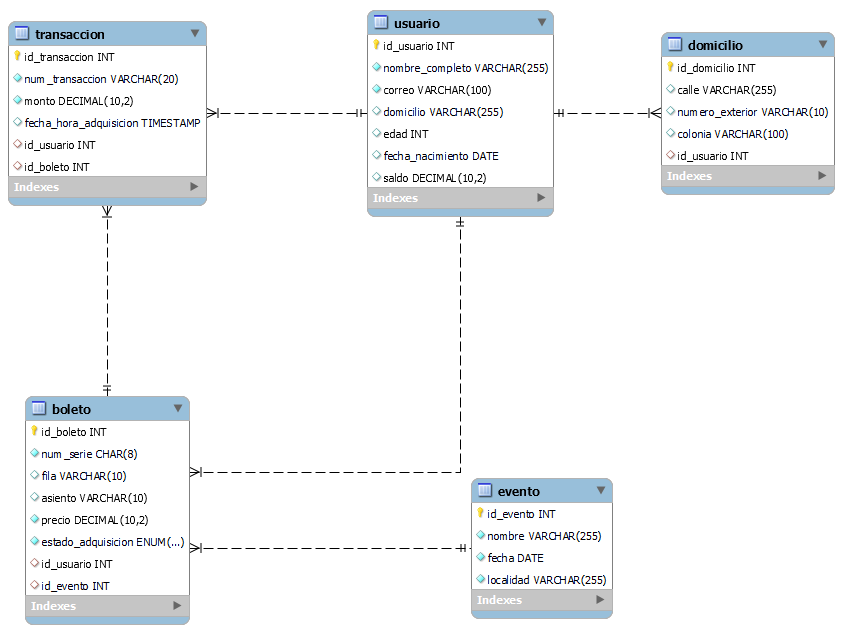 transaccion
id_transaccion INT
num_transaccion VARCHAR(20)
monto DECIMAL(10,2)
fecha_hora_adquisicion TIMESTAMP
id_usuario INT
id_boleto INT
Indexes
usuario
id_usuario INT
nombre_completo VARCHAR(255)
correo VARCHAR(100)
domicilio VARCHAR(255)
edad INT
fecha_nacimiento DATE
saldo DECIMAL(10,2)
Indexes
domicilio
id_domicilio INT
calle VARCHAR(255)
numero_exterior VARCHAR(10)
colonia VARCHAR(100)
id_usuario INT
Indexes
boleto
id_boleto INT
num_serie CHAR(8)
fila VARCHAR(10)
asiento VARCHAR(10)
precio DECIMAL(10,2)
estado_adquisicion ENUM(...)
id_usuario INT
id_evento INT
Indexes
evento
id_evento INT
nombre VARCHAR(255)
fecha DATE
localidad VARCHAR(255)
Indexes